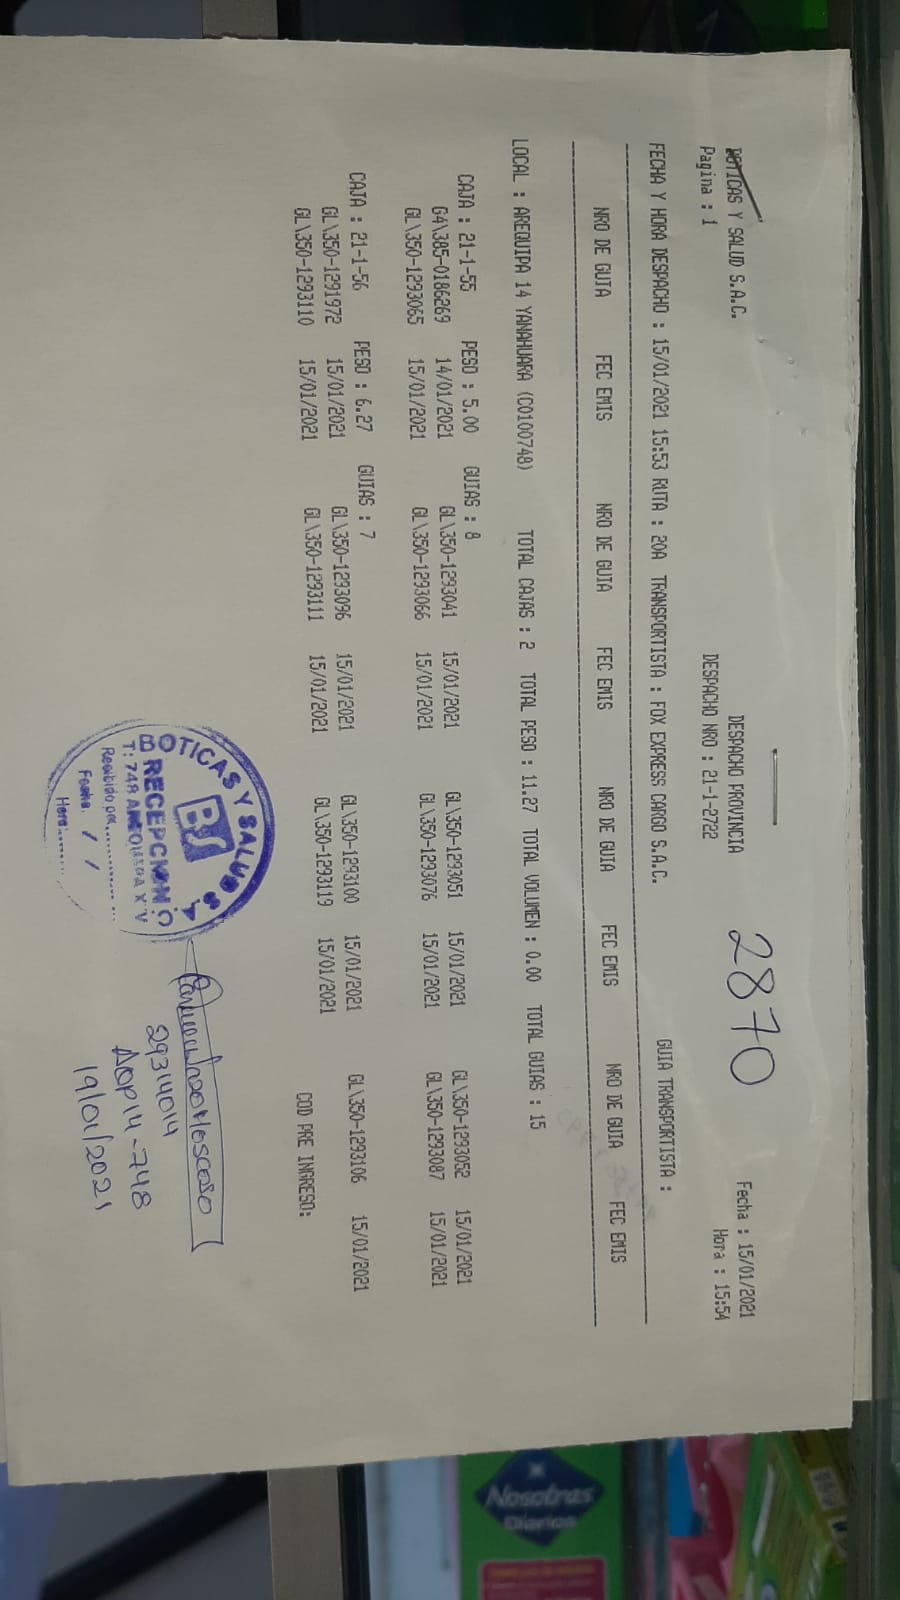 BOTICAS Y SALUD S.A.C. DESPACHO PROVINCIA 2870 Fecha : 15/01/2021
Pagina : 1 DESPACHO NRO : 21-1-2722 Hora : 15:54
FECHA Y HORA DESPACHO : 15/01/2021 15:53 RUTA : 20A TRANSPORTISTA : FOX EXPRESS CARGO S.A.C. GUIA TRANSPORTISTA :
NRO DE GUIA FEC EMIS NRO DE GUIA FEC EMIS NRO DE GUIA FEC EMIS NRO DE GUIA FEC EMIS
LOCAL : AREQUIPA 14 YANAHUARA (C0100748) TOTAL CAJAS : 2 TOTAL PESO : 11.27 TOTAL VOLUMEN : 0.00 TOTAL GUIAS : 15
CAJA : 21-1-55 PESO : 5.00 GUIAS : 8
G4\385-0186269 14/01/2021 GL\350-1293041 15/01/2021 GL\350-1293051 15/01/2021 GL\350-1293052 15/01/2021
GL\350-1293065 15/01/2021 GL\350-1293066 15/01/2021 GL\350-1293076 15/01/2021 GL\350-1293087 15/01/2021
CAJA : 21-1-56 PESO : 6.27 GUIAS : 7
GL\350-1291972 15/01/2021 GL\350-1293096 15/01/2021 GL\350-1293100 15/01/2021 GL\350-1293106 15/01/2021
GL\350-1293110 15/01/2021 GL\350-1293111 15/01/2021 GL\350-1293119 15/01/2021
COD PRE INGRESO:
BOTICAS Y SALUD
BS
RECEPCION
T: 748 AREQUIPA XIV
Recibido por..............
Fecha: / /
Hora:.........
29314014
AQP14-748
19/01/2021
Nosotras
Diarios